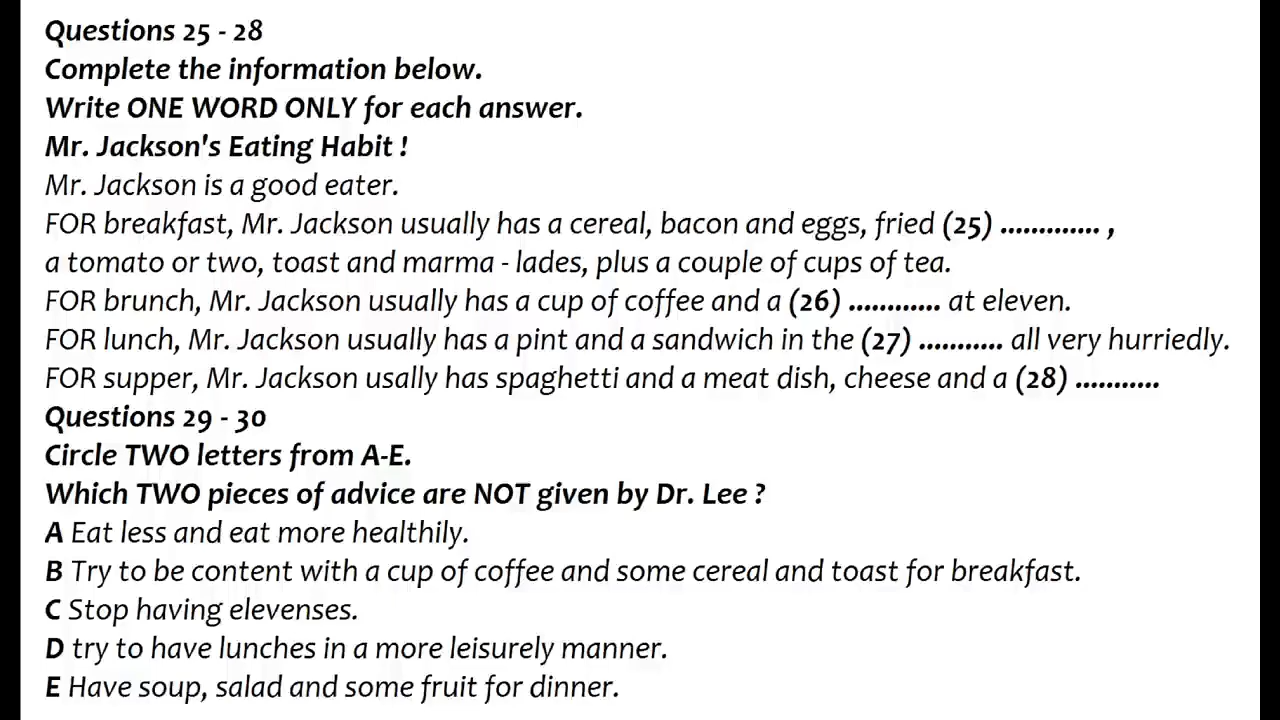 Questions 25 - 28
Complete the information below.
Write ONE WORD ONLY for each answer.
Mr. Jackson's Eating Habit !
Mr. Jackson is a good eater.
FOR breakfast, Mr. Jackson usually has a cereal, bacon and eggs, fried (25) ............. ,
a tomato or two, toast and marma - lades, plus a couple of cups of tea.
FOR brunch, Mr. Jackson usually has a cup of coffee and a (26) ............ at eleven.
FOR lunch, Mr. Jackson usually has a pint and a sandwich in the (27) ........... all very hurriedly.
FOR supper, Mr. Jackson usally has spaghetti and a meat dish, cheese and a (28) ...........
Questions 29 - 30
Circle TWO letters from A-E.
Which TWO pieces of advice are NOT given by Dr. Lee ?
A Eat less and eat more healthily.
B Try to be content with a cup of coffee and some cereal and toast for breakfast.
C Stop having elevenses.
D try to have lunches in a more leisurely manner.
E Have soup, salad and some fruit for dinner.